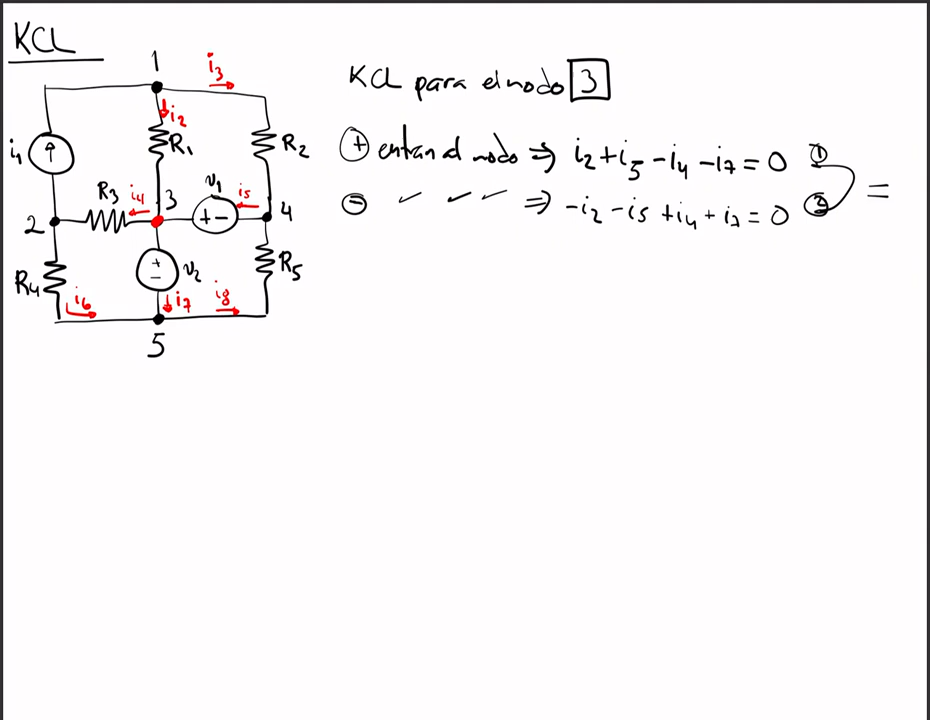 KCL
1
i3
i2
i1
R1
R2
R3
i4
3
v1
i5
2
4
R4
v2
R5
i6
i7
i8
5
KCL para el nodo 3
+ entran al nodo ⇒ i2 + i5 - i4 - i7 = 0 ①
- ✓ ✓ ✓ ⇒ -i2 - i5 + i4 + i7 = 0 ② =